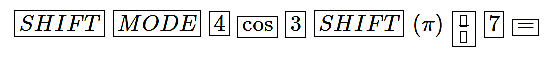 SHIFT MODE 4 cos 3 SHIFT (π) ▯/▯ 7 =